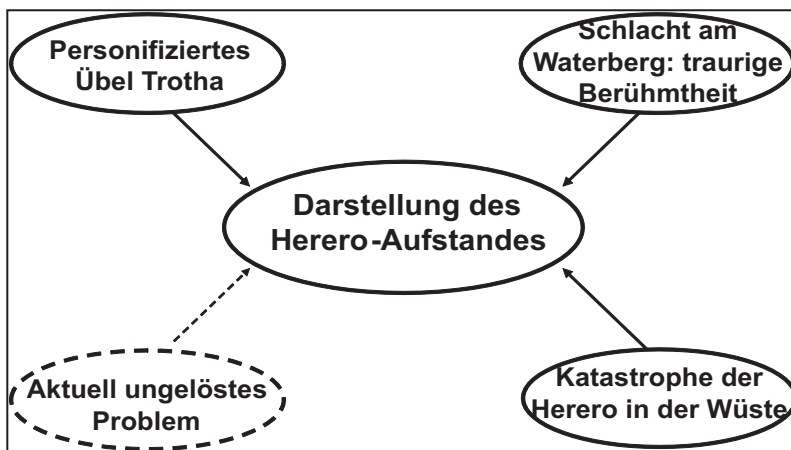 Personifiziertes
Übel Trotha
Schlacht am
Waterberg: traurige
Berühmtheit
Darstellung des
Herero-Aufstandes
Aktuell ungelöstes
Problem
Katastrophe der
Herero in der Wüste